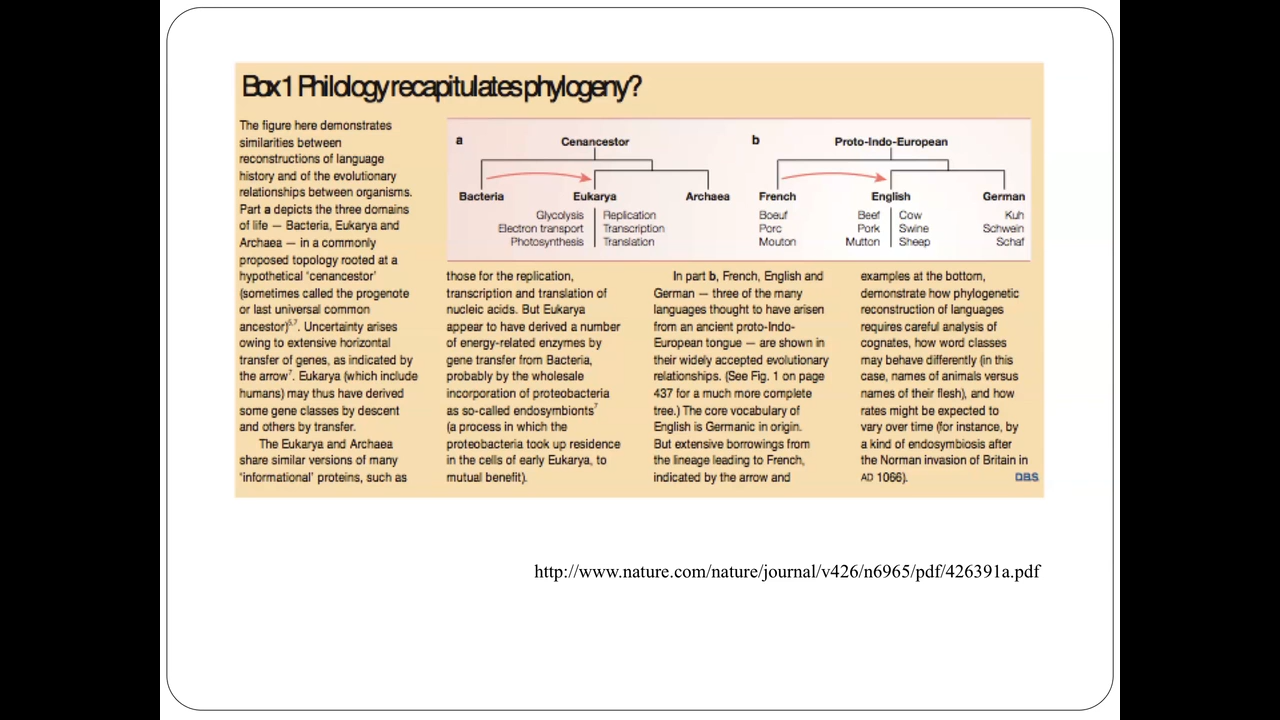 Box 1 Philology recapitulates phylogeny?
The figure here demonstrates
similarities between
reconstructions of language
history and of the evolutionary
relationships between organisms.
Part a depicts the three domains
of life — Bacteria, Eukarya and
Archaea — in a commonly
proposed topology rooted at a
hypothetical 'cenancestor'
(sometimes called the progenote
or last universal common
ancestor)5,7. Uncertainty arises
owing to extensive horizontal
transfer of genes, as indicated by
the arrow7. Eukarya (which include
humans) may thus have derived
some gene classes by descent
and others by transfer.
The Eukarya and Archaea
share similar versions of many
'informational' proteins, such as
a
Cenancestor
Bacteria Eukarya Archaea
Glycolysis Replication
Electron transport Transcription
Photosynthesis Translation
b
Proto-Indo-European
French English German
Boeuf Beef Cow Kuh
Porc Pork Swine Schwein
Mouton Mutton Sheep Schaf
those for the replication,
transcription and translation of
nucleic acids. But Eukarya
appear to have derived a number
of energy-related enzymes by
gene transfer from Bacteria,
probably by the wholesale
incorporation of proteobacteria
as so-called endosymbionts7
(a process in which the
proteobacteria took up residence
in the cells of early Eukarya, to
mutual benefit).
In part b, French, English and
German — three of the many
languages thought to have arisen
from an ancient proto-Indo-
European tongue — are shown in
their widely accepted evolutionary
relationships. (See Fig. 1 on page
437 for a much more complete
tree.) The core vocabulary of
English is Germanic in origin.
But extensive borrowings from
the lineage leading to French,
indicated by the arrow and
examples at the bottom,
demonstrate how phylogenetic
reconstruction of languages
requires careful analysis of
cognates, how word classes
may behave differently (in this
case, names of animals versus
names of their flesh), and how
rates might be expected to
vary over time (for instance, by
a kind of endosymbiosis after
the Norman invasion of Britain in
AD 1066). DBS
http://www.nature.com/nature/journal/v426/n6965/pdf/426391a.pdf